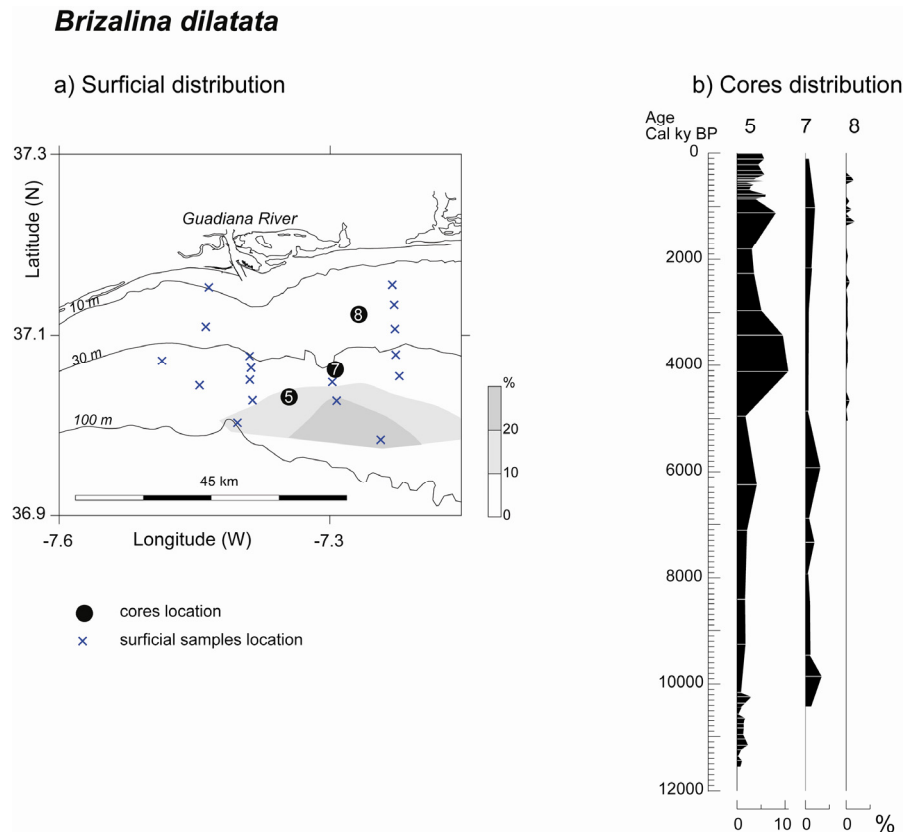 Brizalina dilatata
a) Surficial distribution
b) Cores distribution
37.3
37.1
36.9
Latitude (N)
-7.6
Longitude (W)
-7.3
Guadiana River
10 m
30 m
100 m
8
7
5
45 km
%
20
10
0
cores location
surficial samples location
Age
Cal ky BP
5 7 8
0
2000
4000
6000
8000
10000
12000
0 10 0 0 %